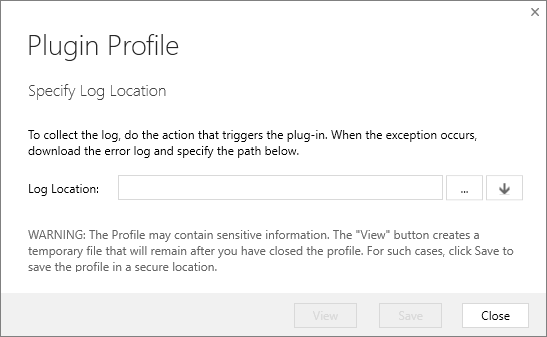 Plugin Profile
Specify Log Location
To collect the log, do the action that triggers the plug-in. When the exception occurs,
download the error log and specify the path below.
Log Location:
...
WARNING: The Profile may contain sensitive information. The "View" button creates a
temporary file that will remain after you have closed the profile. For such cases, click Save to
save the profile in a secure location.
View
Save
Close